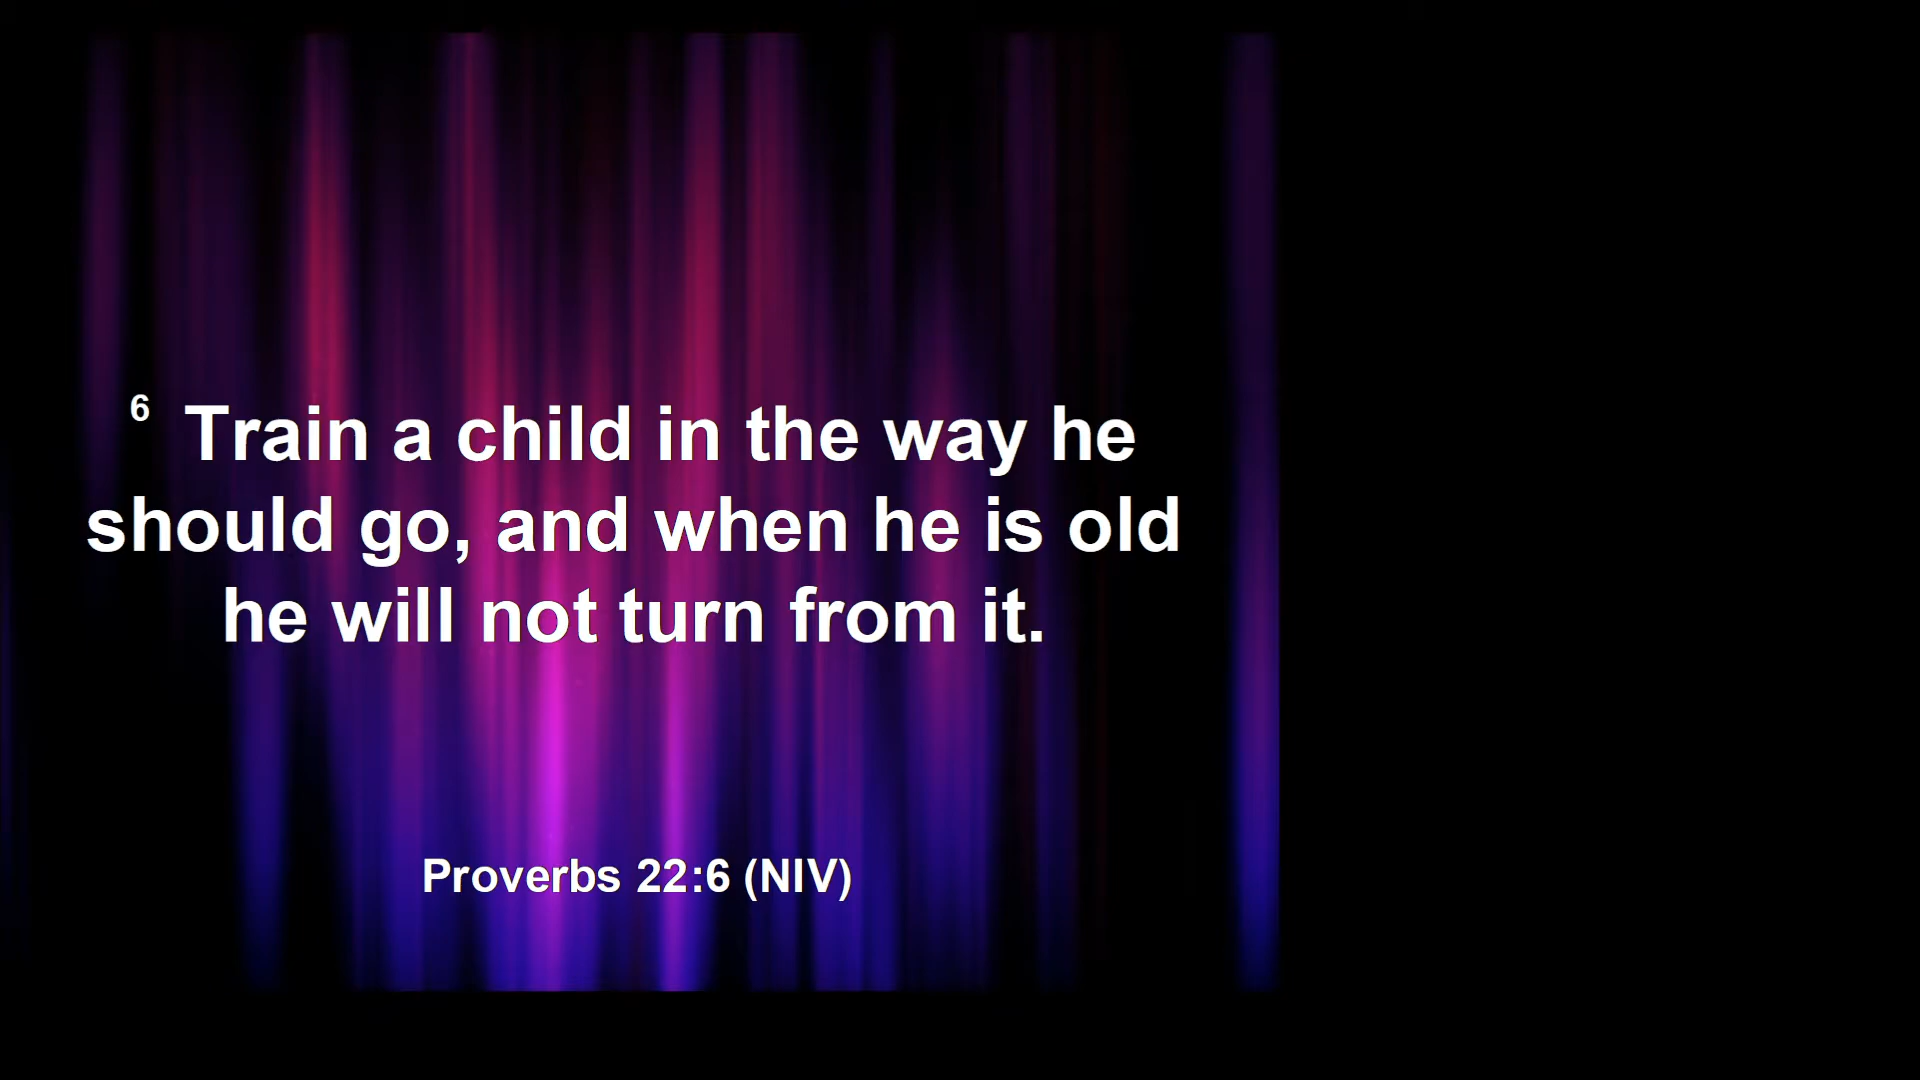 6 Train a child in the way he
should go, and when he is old
he will not turn from it.
Proverbs 22:6 (NIV)